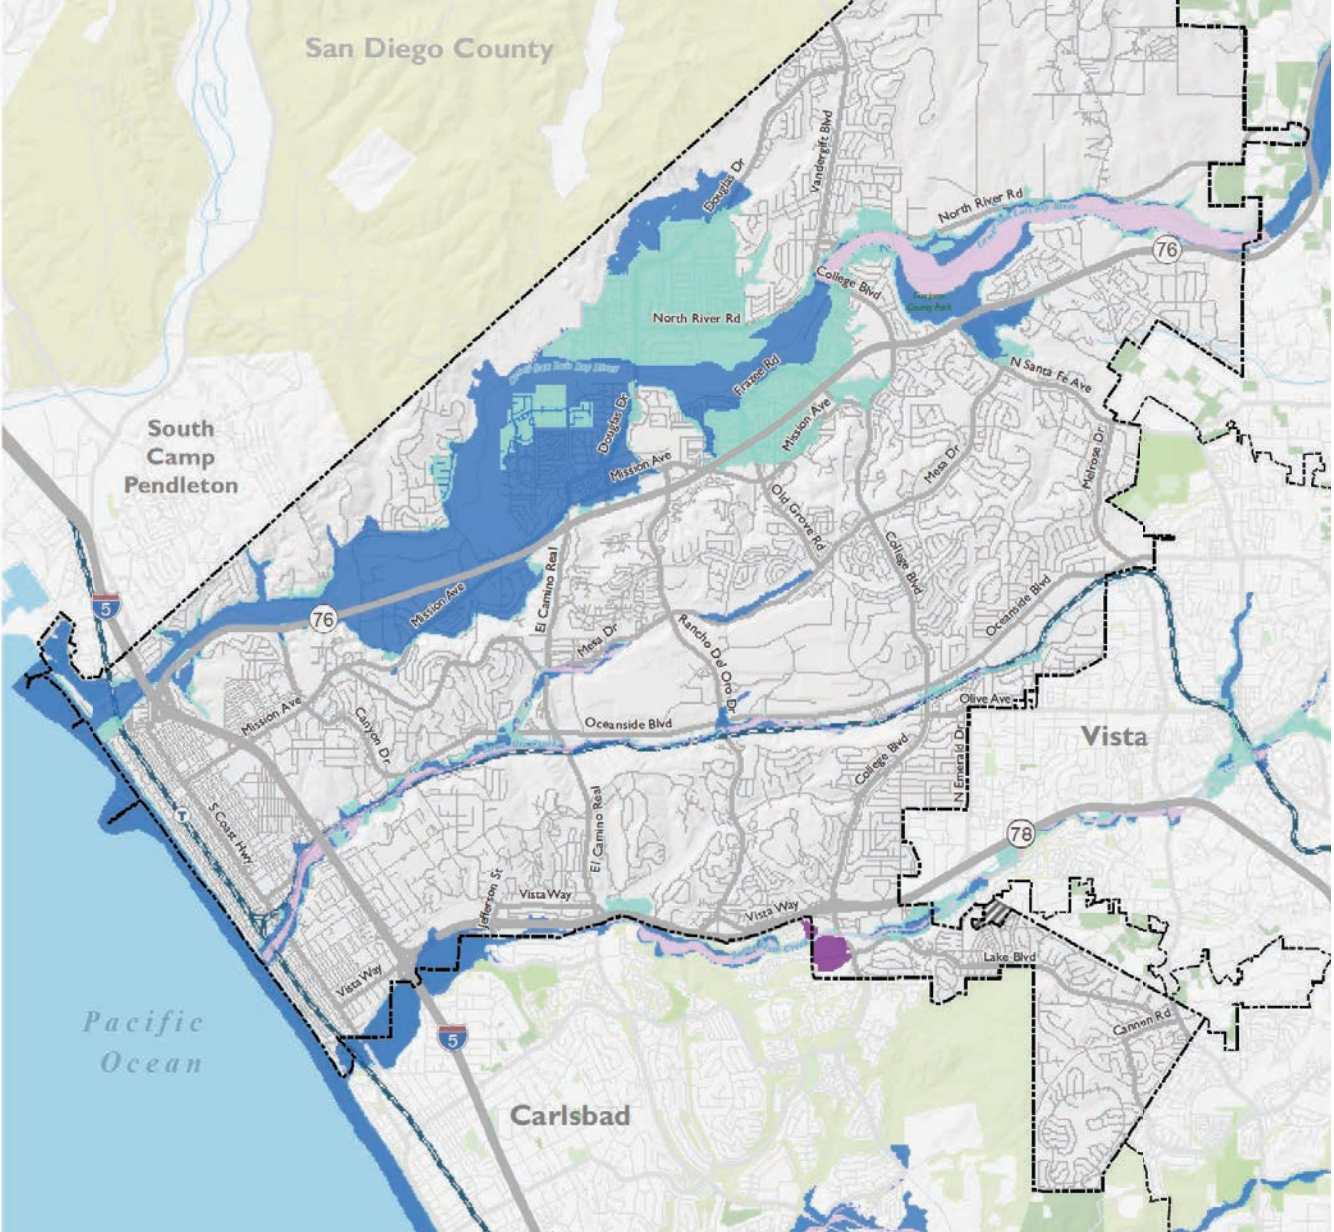 San Diego County
Vandergift Blvd
Douglas Dr
North River Rd
76
College Blvd
County Park
North River Rd
Frazee Rd
N Santa Fe Ave
South
Camp
Pendleton
Douglas Dr
Mission Ave
Mission Ave
Mesa Dr
Melrose Dr
Old Grove Rd
College Blvd
El Camino Real
5
76
Mission Ave
Oceanside Blvd
Mesa Dr
Rancho Del Oro Dr
Olive Ave
Mission Ave
Canyon Dr
Oceanside Blvd
College Blvd
N Emerald Dr
Vista
S Coast Hwy
T
El Camino Real
78
Jefferson St
Vista Way
Vista Way
Vista Way
Lake Blvd
Cannon Rd
Pacific
Ocean
5
Carlsbad